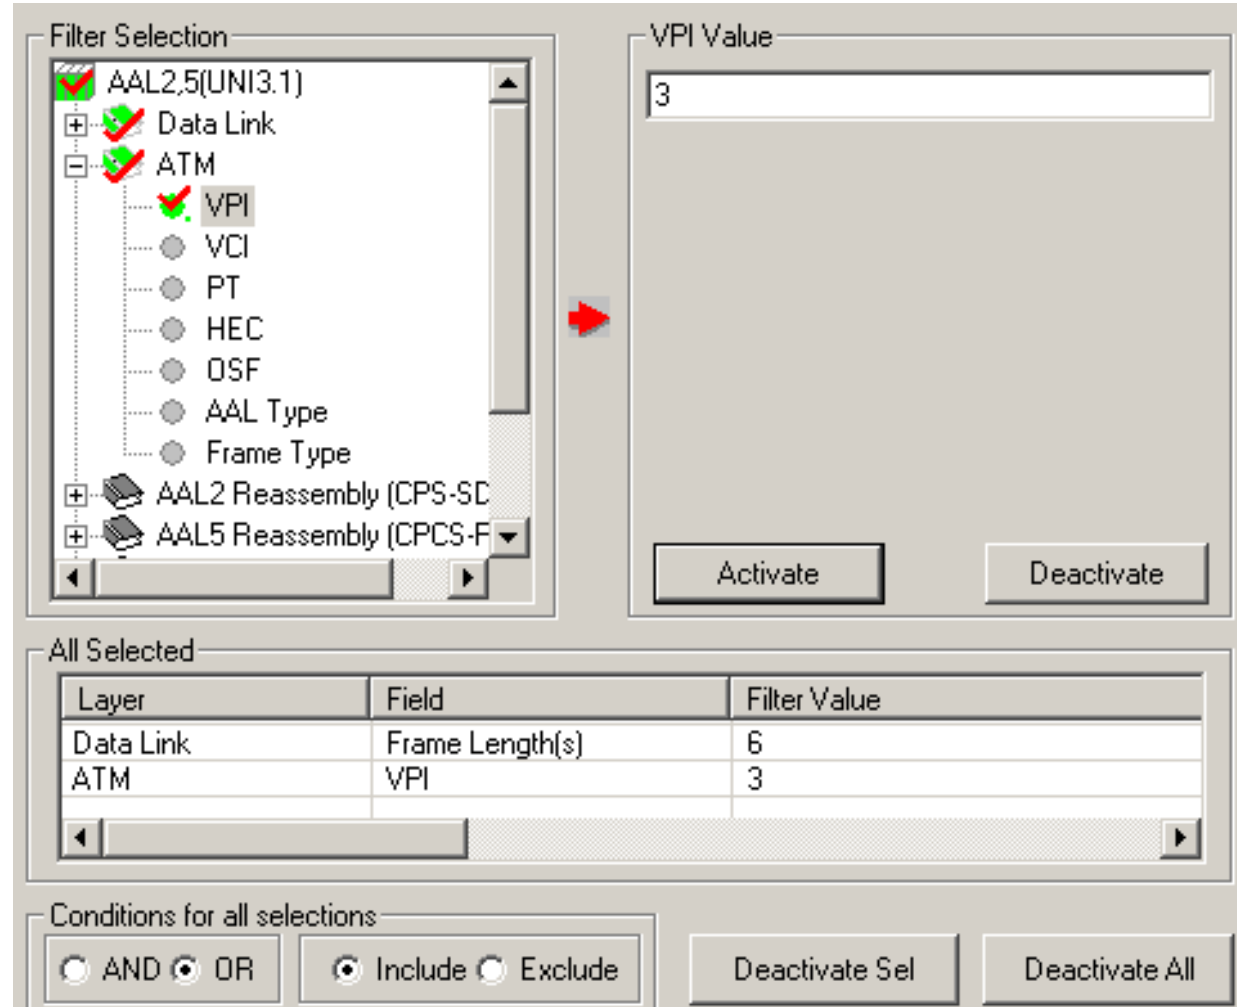 Filter Selection
AAL2,5(UNI3.1)
Data Link
ATM
VPI
VCI
PT
HEC
OSF
AAL Type
Frame Type
AAL2 Reassembly (CPS-SD
AAL5 Reassembly (CPCS-P
VPI Value
3
Activate Deactivate
All Selected
Layer Field Filter Value
Data Link Frame Length(s) 6
ATM VPI 3
Conditions for all selections
AND OR Include Exclude Deactivate Sel Deactivate All